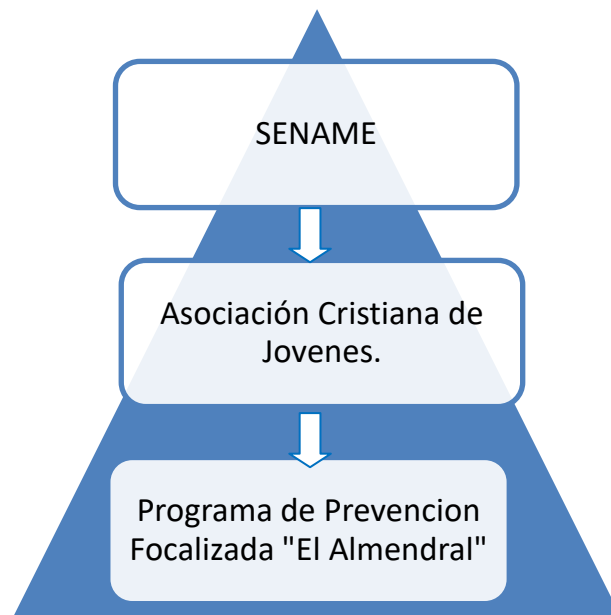 SENAME
Asociación Cristiana de
Jovenes.
Programa de Prevencion
Focalizada "El Almendral"